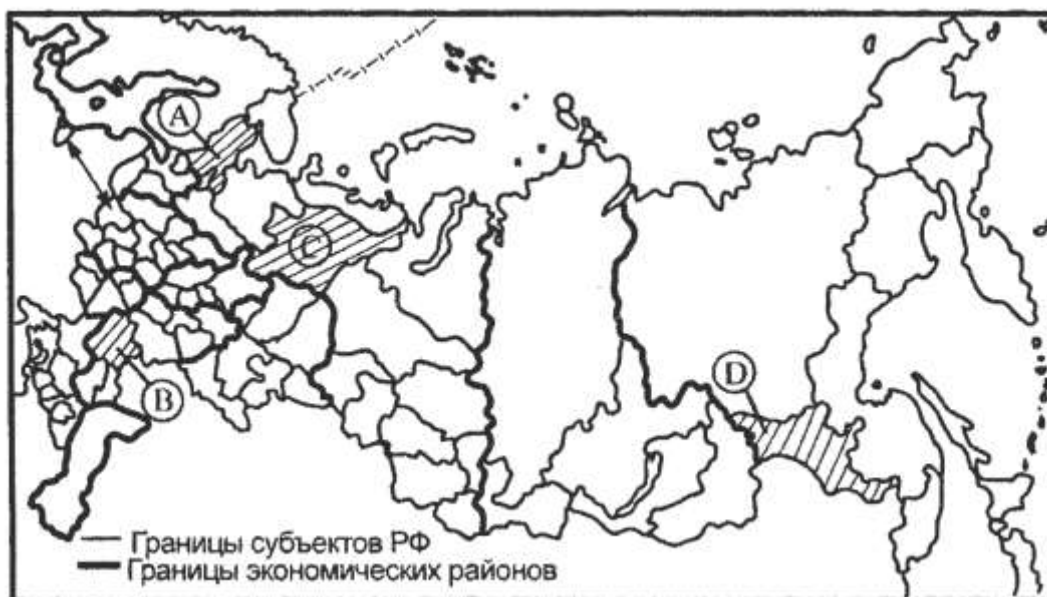 A
C
D
B
Границы субъектов РФ
Границы экономических районов